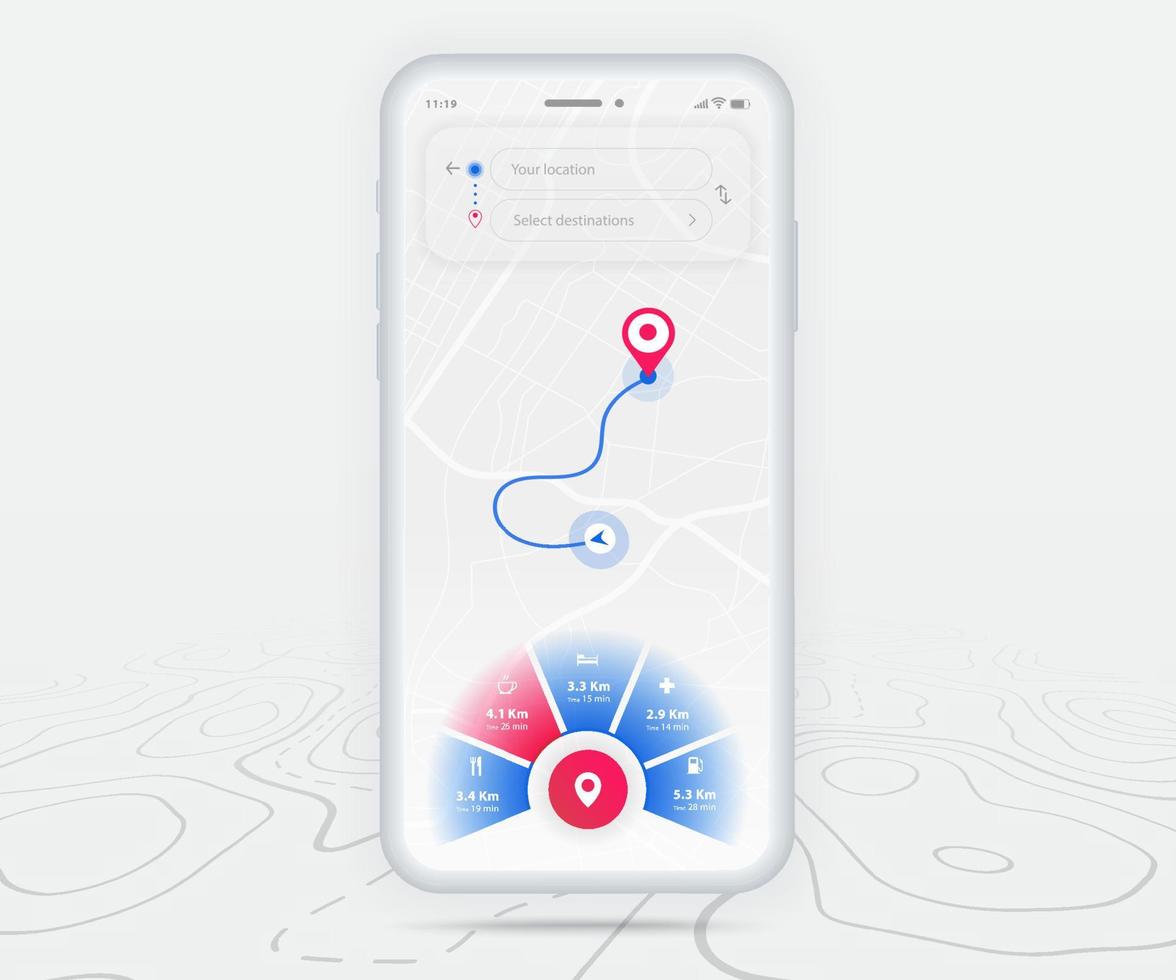 11:19
Your location
Select destinations
3.3 Km
Time 15 min
4.1 Km
Time 25 min
2.9 Km
Time 14 min
3.4 Km
Time 19 min
5.3 Km
Time 28 min